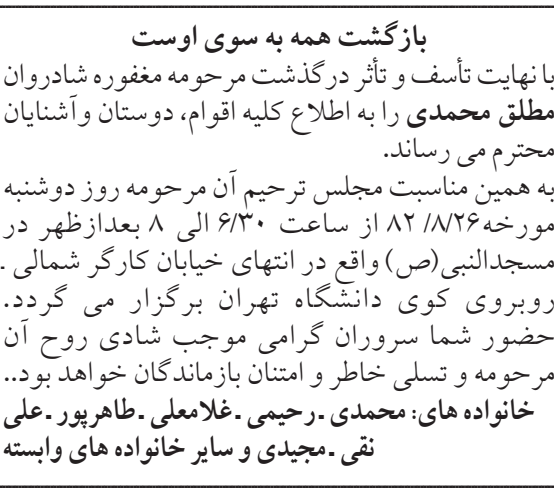 بازگشت همه به سوی اوست
با نهایت تأسف و تأثر درگذشت مرحومه مغفوره شادروان
مطلق محمدی را به اطلاع کلیه اقوام، دوستان وآشنایان
محترم می رساند.
به همین مناسبت مجلس ترحیم آن مرحومه روز دوشنبه
مورخه۸۲ /۸/۲۶ از ساعت ۶/۳۰ الی ۸ بعدازظهر در
مسجدالنبی(ص) واقع در انتهای خیابان کارگر شمالی ـ
روبروی کوی دانشگاه تهران برگزار می گردد.
حضور شما سروران گرامی موجب شادی روح آن
مرحومه و تسلی خاطر و امتنان بازماندگان خواهد بود..
خانواده های: محمدی ـ رحیمی ـ غلامعلی ـ طاهرپور ـ علی
نقی ـ مجیدی و سایر خانواده های وابسته